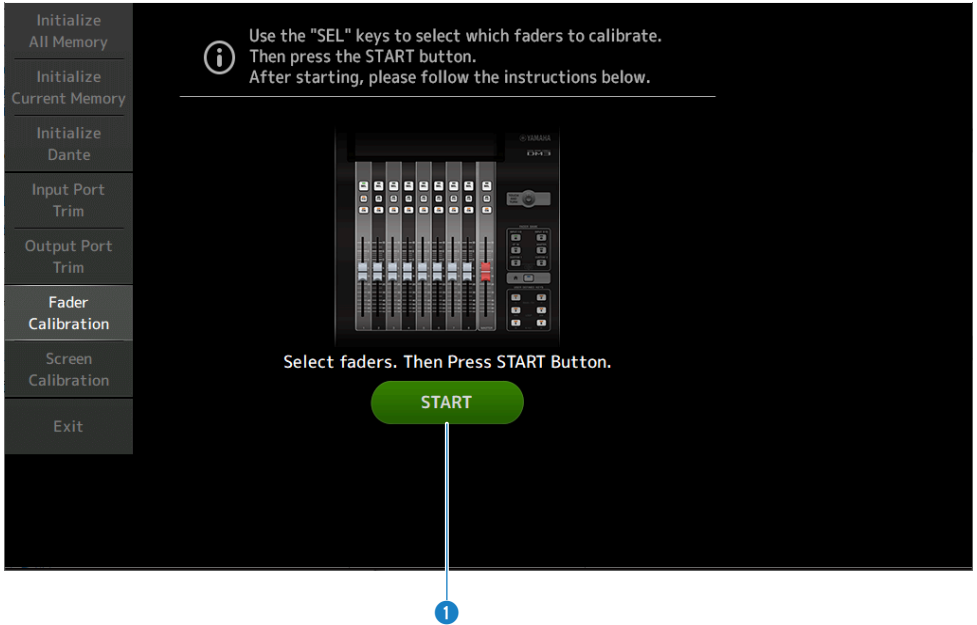 Initialize
All Memory
Initialize
Current Memory
Initialize
Dante
Input Port
Trim
Output Port
Trim
Fader
Calibration
Screen
Calibration
Exit
Use the "SEL" keys to select which faders to calibrate.
Then press the START button.
After starting, please follow the instructions below.
YAMAHA
DM3
Select faders. Then Press START Button.
START
1